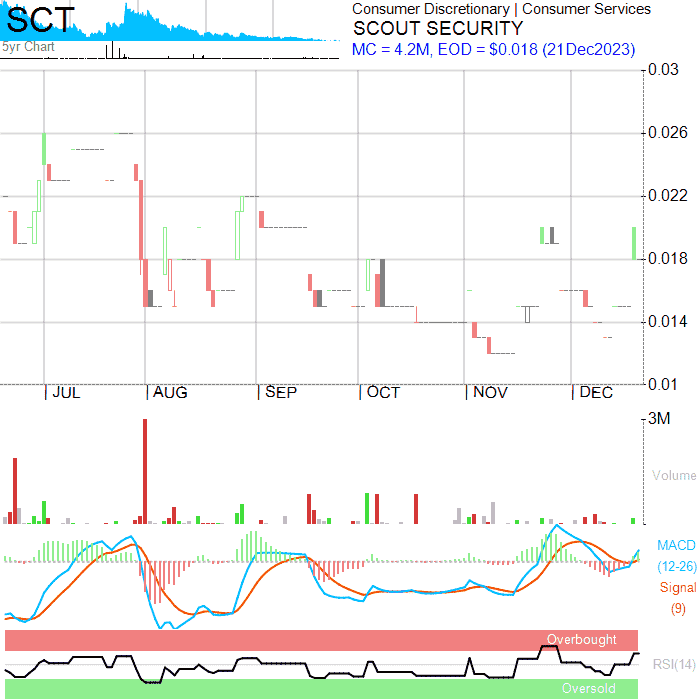 SCT
5yr Chart
Consumer Discretionary | Consumer Services
SCOUT SECURITY
MC = 4.2M, EOD = $0.018 (21Dec2023)
0.03
0.026
0.022
0.018
0.014
0.01
JUL AUG SEP OCT NOV DEC
3M
Volume
MACD
(12-26)
Signal
(9)
Overbought
RSI(14)
Oversold